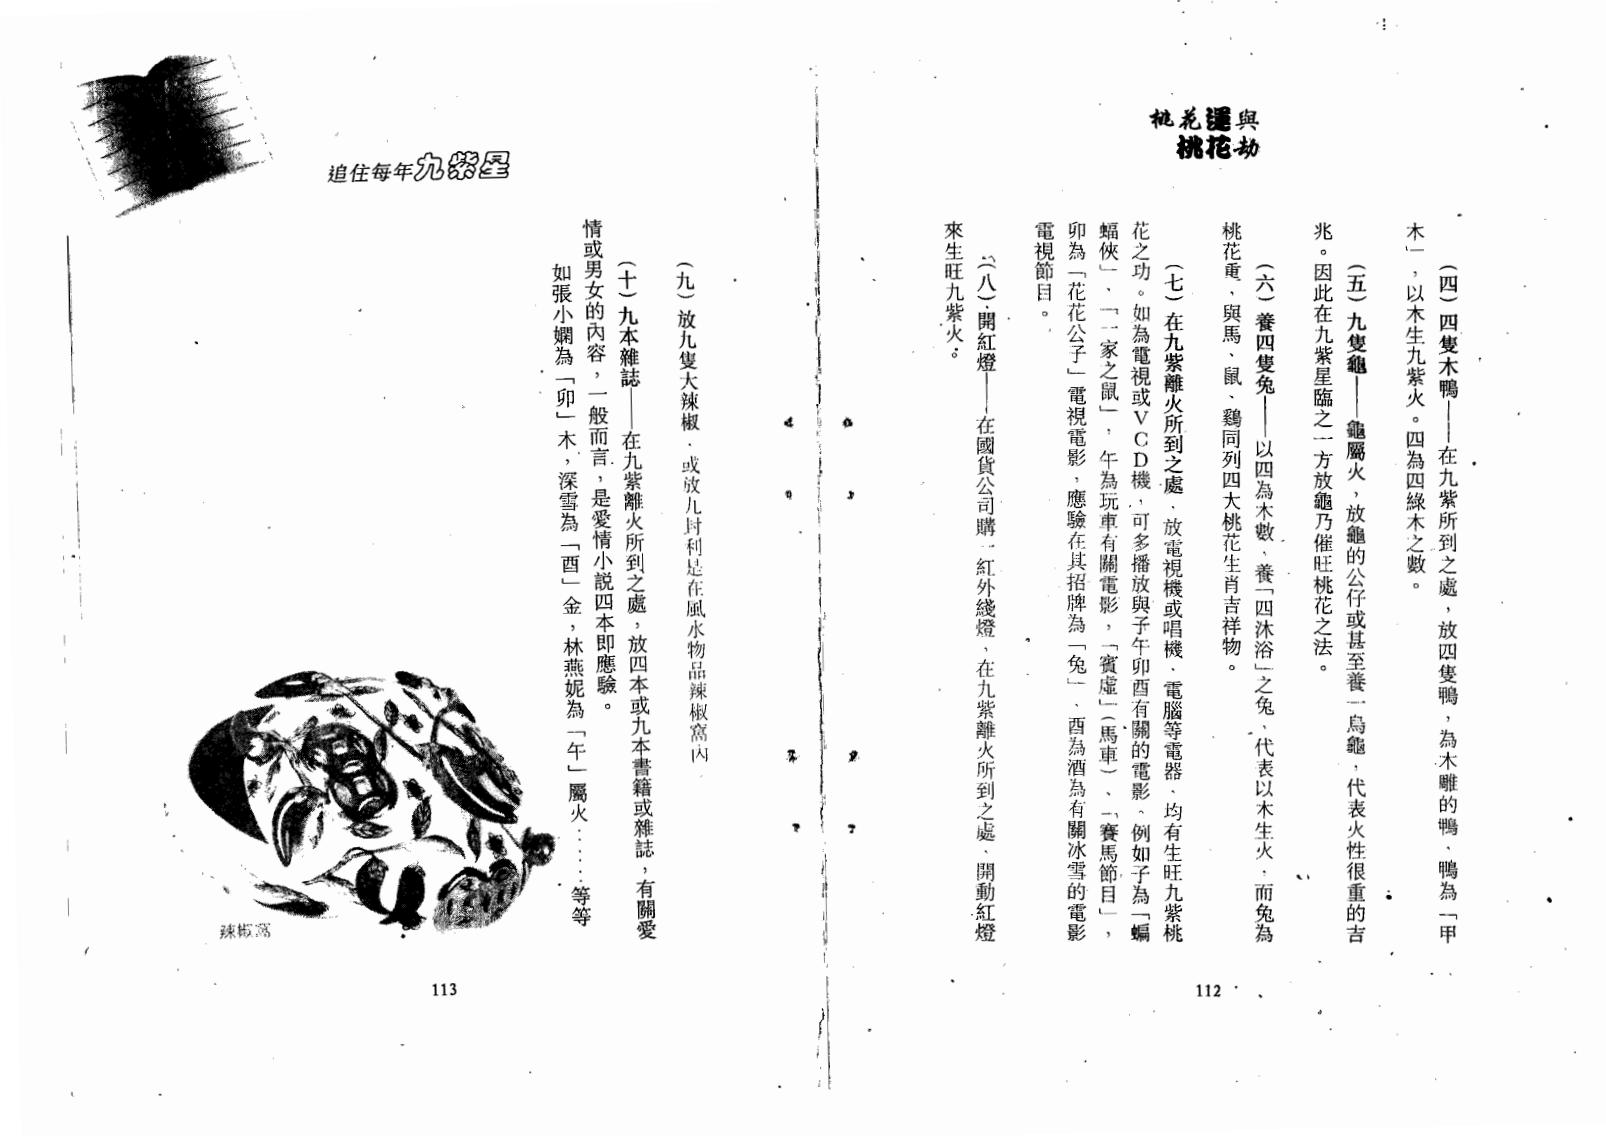 桃花運與
桃花劫
（四）四隻木鴨——在九紫所到之處，放四隻鴨，為木雕的鴨、鴨為「甲
木」，以木生九紫火。四為四綠木之數。
（五）九隻龜——龜屬火，放龜的公仔或甚至養一烏龜，代表火性很重的吉
兆。因此在九紫星臨之一方放龜乃催旺桃花之法。
（六）養四隻兔——以四為木數、養「四沐浴」之兔、代表以木生火，而兔為
桃花重、與馬、鼠、鷄同列四大桃花生肖吉祥物。
（七）在九紫離火所到之處、放電視機或唱機、電腦等電器、均有生旺九紫桃
花之功。如為電視或VCD機，可多播放與子午卯酉有關的電影。例如子為「蝙
蝠俠」、「一家之鼠」，午為玩車有關電影，「賓虛」（馬車）、「賽馬節目」，
卯為「花花公子」電視電影，應驗在其招牌為「兔」、酉為酒為有關冰雪的電影
電視節目。
（八）開紅燈——在國貨公司購一紅外綫燈、在九紫離火所到之處、開動紅燈
來生旺九紫火。
112
追住每年九紫星
（九）放九隻大辣椒．或放九封利是在風水物品辣椒窩內．
（十）九本雜誌——在九紫離火所到之處，放四本或九本書籍或雜誌，有關愛
情或男女的內容，一般而言，是愛情小說四本即應驗。
如張小嫻為「卯」木，深雪為「酉」金，林燕妮為「午」屬火……等等
辣椒窩
113